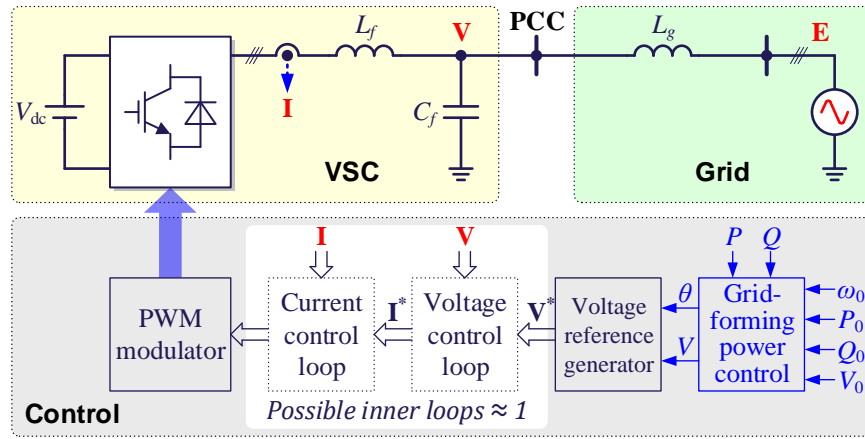 L_f
V
PCC
L_g
E
V_dc
I
C_f
VSC
Grid
I
V
P
Q
PWM
modulator
Current
control
loop
I*
Voltage
control
loop
V*
Voltage
reference
generator
θ
V
Grid-
forming
power
control
ω_0
P_0
Q_0
V_0
Control
Possible inner loops ≈ 1